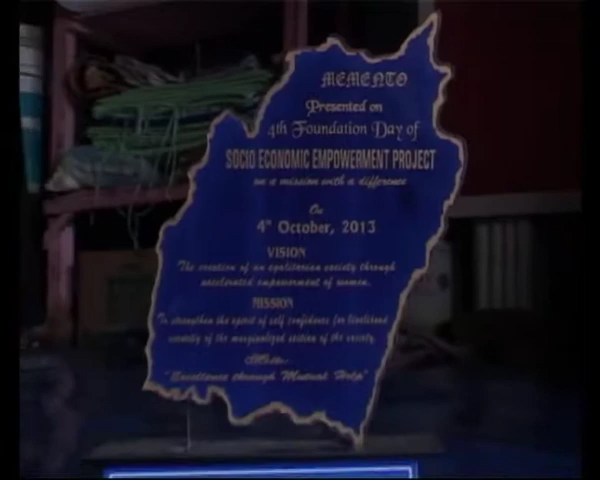 MEMENTO
Presented on
4th Foundation Day of
SOCIO ECONOMIC EMPOWERMENT PROJECT
on a mission with a difference
On
4th October, 2013
VISION
The creation of an egalitarian society through
accelerated empowerment of women.
MISSION
To strengthen the spirit of self confidence for livelihood
security of the marginalized section of the society.
Motto:
"Excellence through Mutual Help"